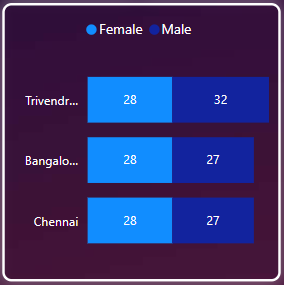 Female Male
Trivendr... 28 32
Bangalo... 28 27
Chennai 28 27